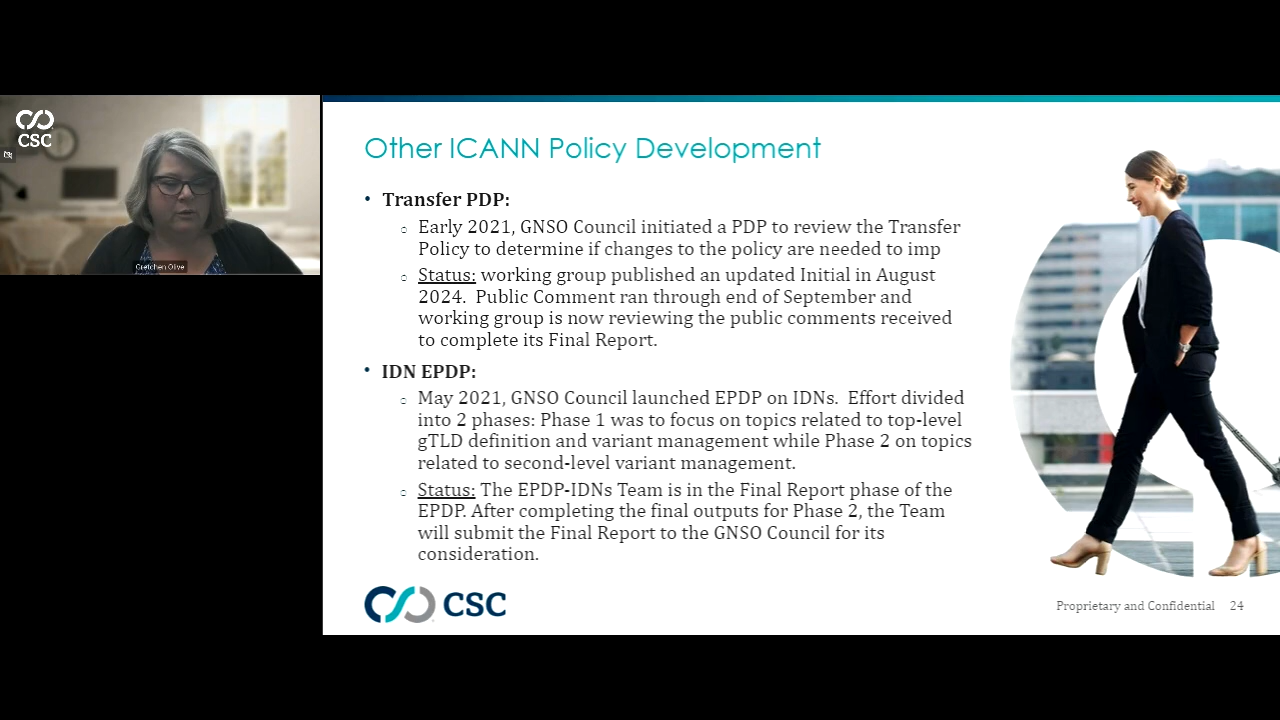 CSC
Gretchen Olive
Other ICANN Policy Development
• Transfer PDP:
o Early 2021, GNSO Council initiated a PDP to review the Transfer
Policy to determine if changes to the policy are needed to imp
o Status: working group published an updated Initial in August
2024.  Public Comment ran through end of September and
working group is now reviewing the public comments received
to complete its Final Report.
• IDN EPDP:
o May 2021, GNSO Council launched EPDP on IDNs.  Effort divided
into 2 phases: Phase 1 was to focus on topics related to top-level
gTLD definition and variant management while Phase 2 on topics
related to second-level variant management.
o Status: The EPDP-IDNs Team is in the Final Report phase of the
EPDP. After completing the final outputs for Phase 2, the Team
will submit the Final Report to the GNSO Council for its
consideration.
CSC
Proprietary and Confidential 24